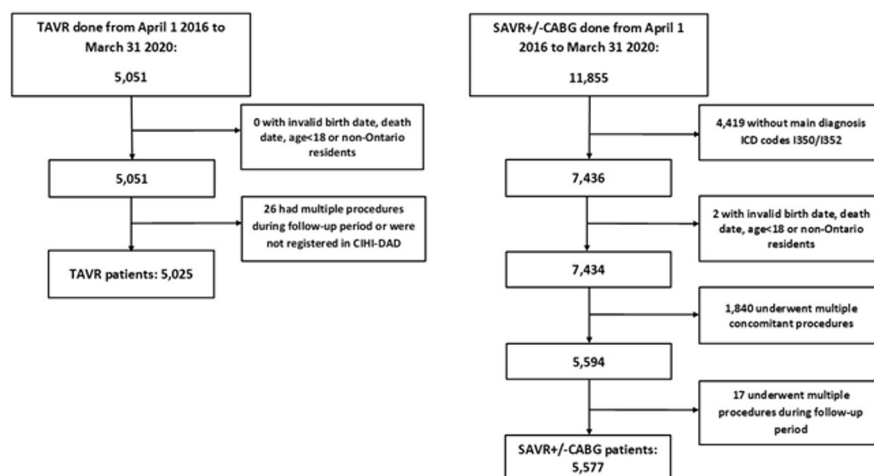 TAVR done from April 1 2016 to
March 31 2020:
5,051
0 with invalid birth date, death
date, age<18 or non-Ontario
residents
5,051
26 had multiple procedures
during follow-up period or were
not registered in CIHI-DAD
TAVR patients: 5,025
SAVR+/-CABG done from April 1
2016 to March 31 2020:
11,855
4,419 without main diagnosis
ICD codes I350/I352
7,436
2 with invalid birth date, death
date, age<18 or non-Ontario
residents
7,434
1,840 underwent multiple
concomitant procedures
5,594
17 underwent multiple
procedures during follow-up
period
SAVR+/-CABG patients:
5,577